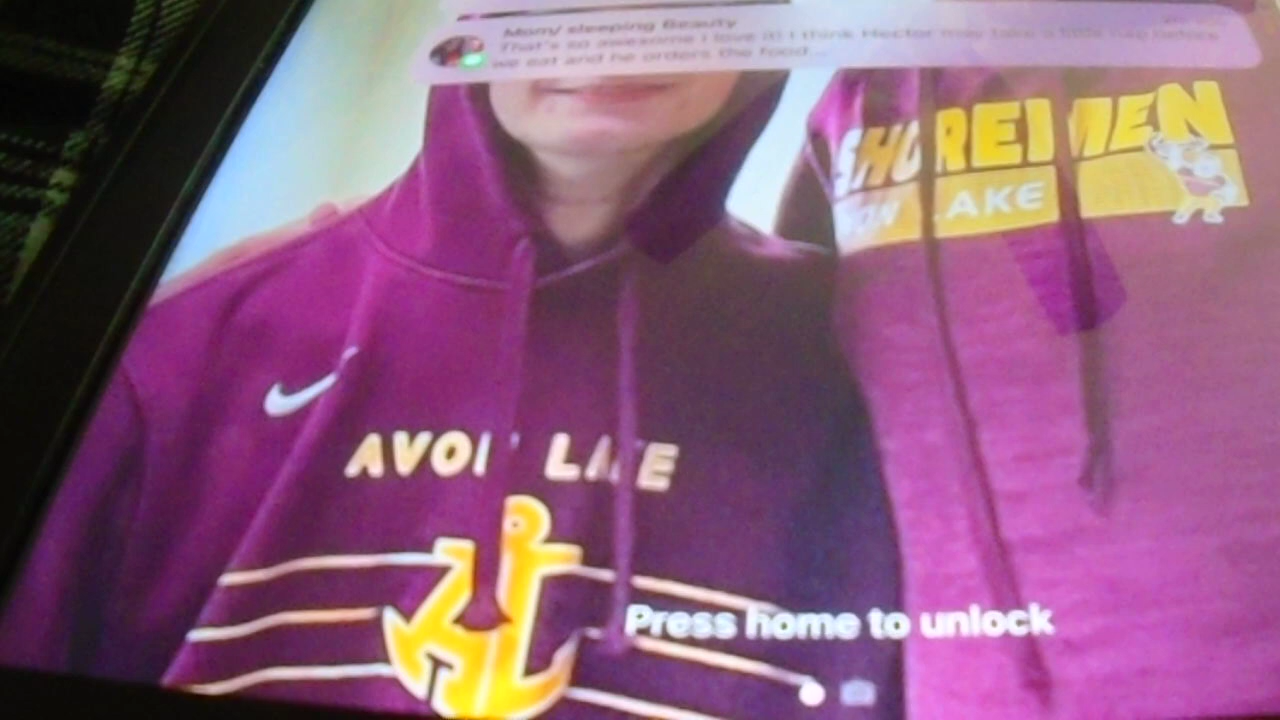 Mom/ sleeping Beauty
That's so awesome I love it! I think Hector may take a little nap before
we eat and he orders the food...
SHOREMEN
ON LAKE
AVON LAKE
Press home to unlock